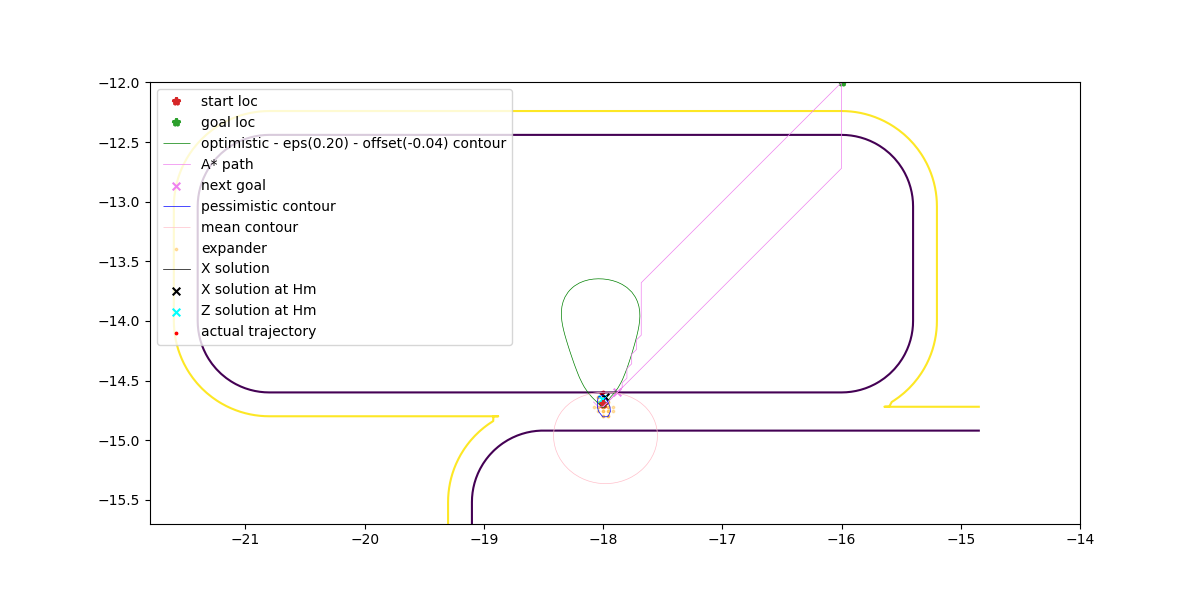 −12.0
−12.5
−13.0
−13.5
−14.0
−14.5
−15.0
−15.5
start loc
goal loc
optimistic - eps(0.20) - offset(-0.04) contour
A* path
next goal
pessimistic contour
mean contour
expander
X solution
X solution at Hm
Z solution at Hm
actual trajectory
−21 −20 −19 −18 −17 −16 −15 −14